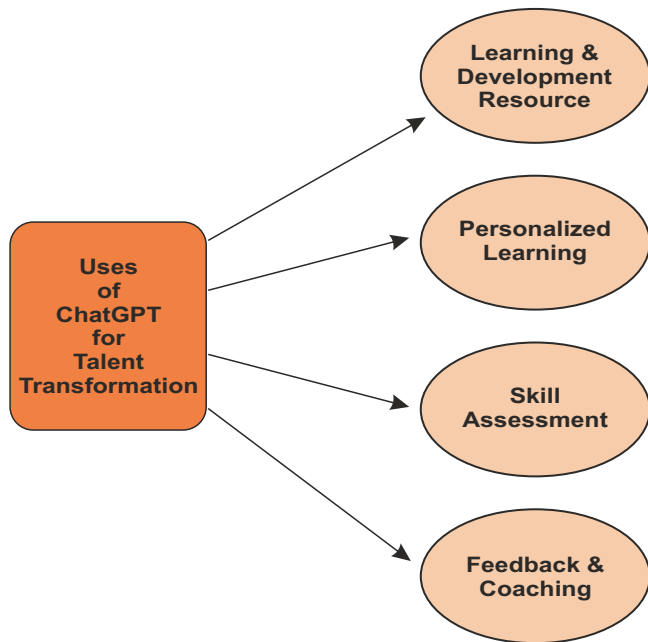 Learning &
Development
Resource
Uses
of
ChatGPT
for
Talent
Transformation
Personalized
Learning
Skill
Assessment
Feedback &
Coaching